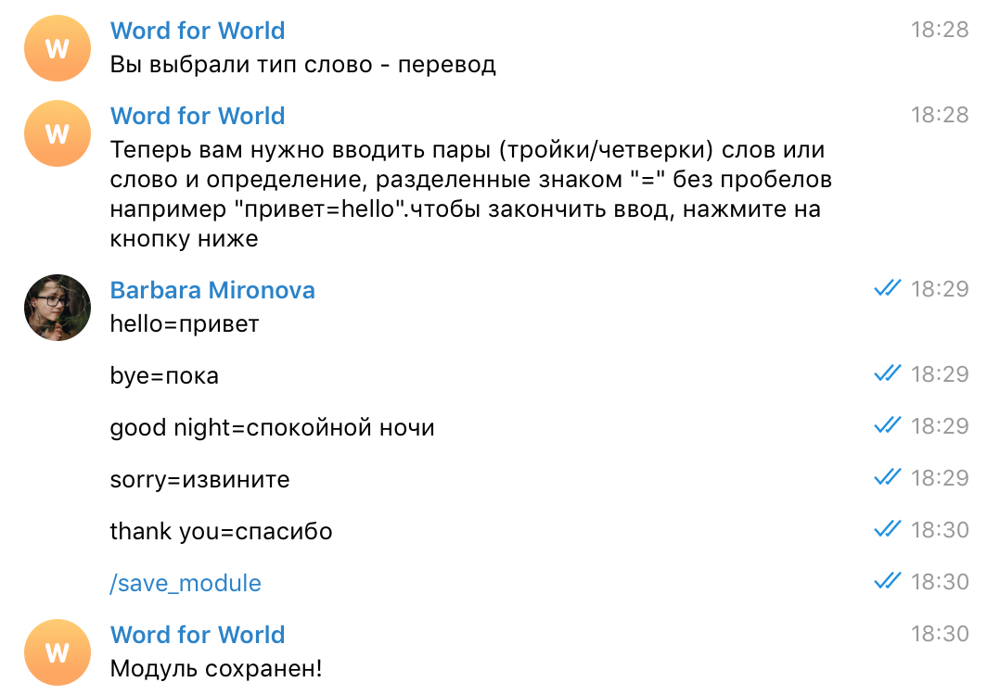 W
Word for World 18:28
Вы выбрали тип слово - перевод
W
Word for World 18:28
Теперь вам нужно вводить пары (тройки/четверки) слов или
слово и определение, разделенные знаком "=" без пробелов
например "привет=hello".чтобы закончить ввод, нажмите на
кнопку ниже
Barbara Mironova 18:29
hello=привет
bye=пока 18:29
good night=спокойной ночи 18:29
sorry=извините 18:29
thank you=спасибо 18:30
/save_module 18:30
W
Word for World 18:30
Модуль сохранен!